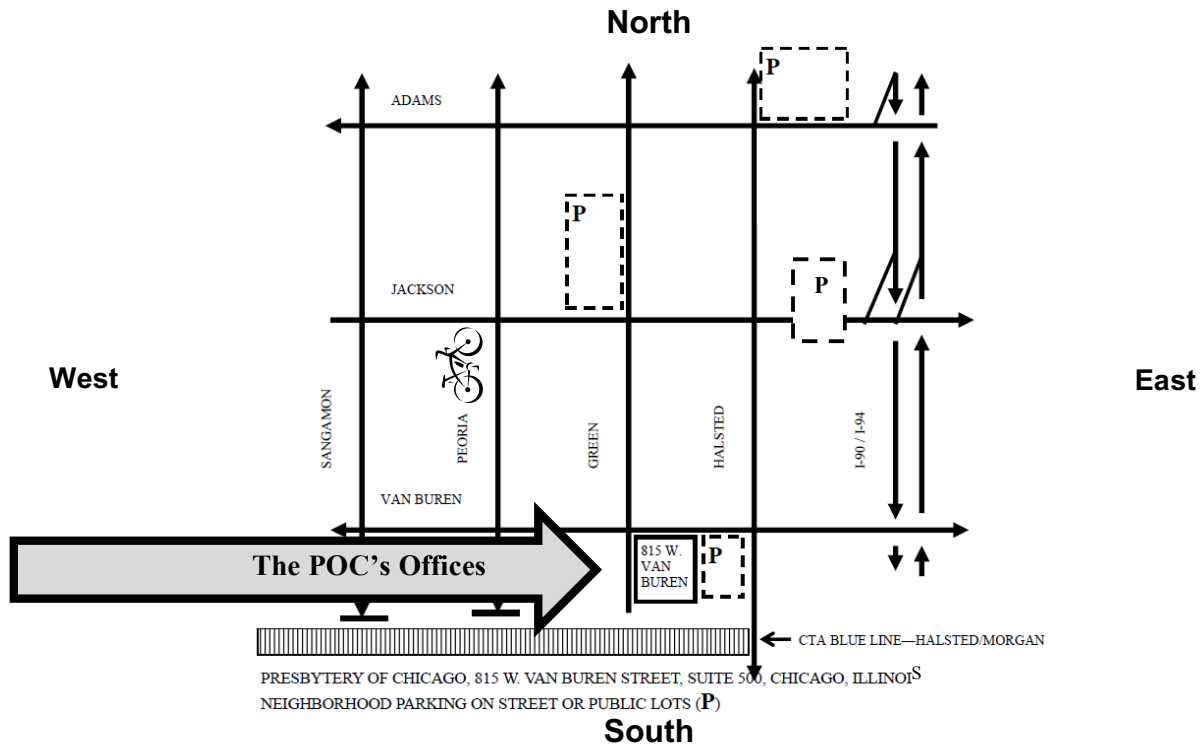 North
P
ADAMS
P
P
JACKSON
West
East
SANGAMON
PEORIA
GREEN
HALSTED
I-90 / I-94
VAN BUREN
The POC's Offices
815 W.
VAN
BUREN
P
CTA BLUE LINE—HALSTED/MORGAN
PRESBYTERY OF CHICAGO, 815 W. VAN BUREN STREET, SUITE 500, CHICAGO, ILLINOIS
NEIGHBORHOOD PARKING ON STREET OR PUBLIC LOTS (P)
South